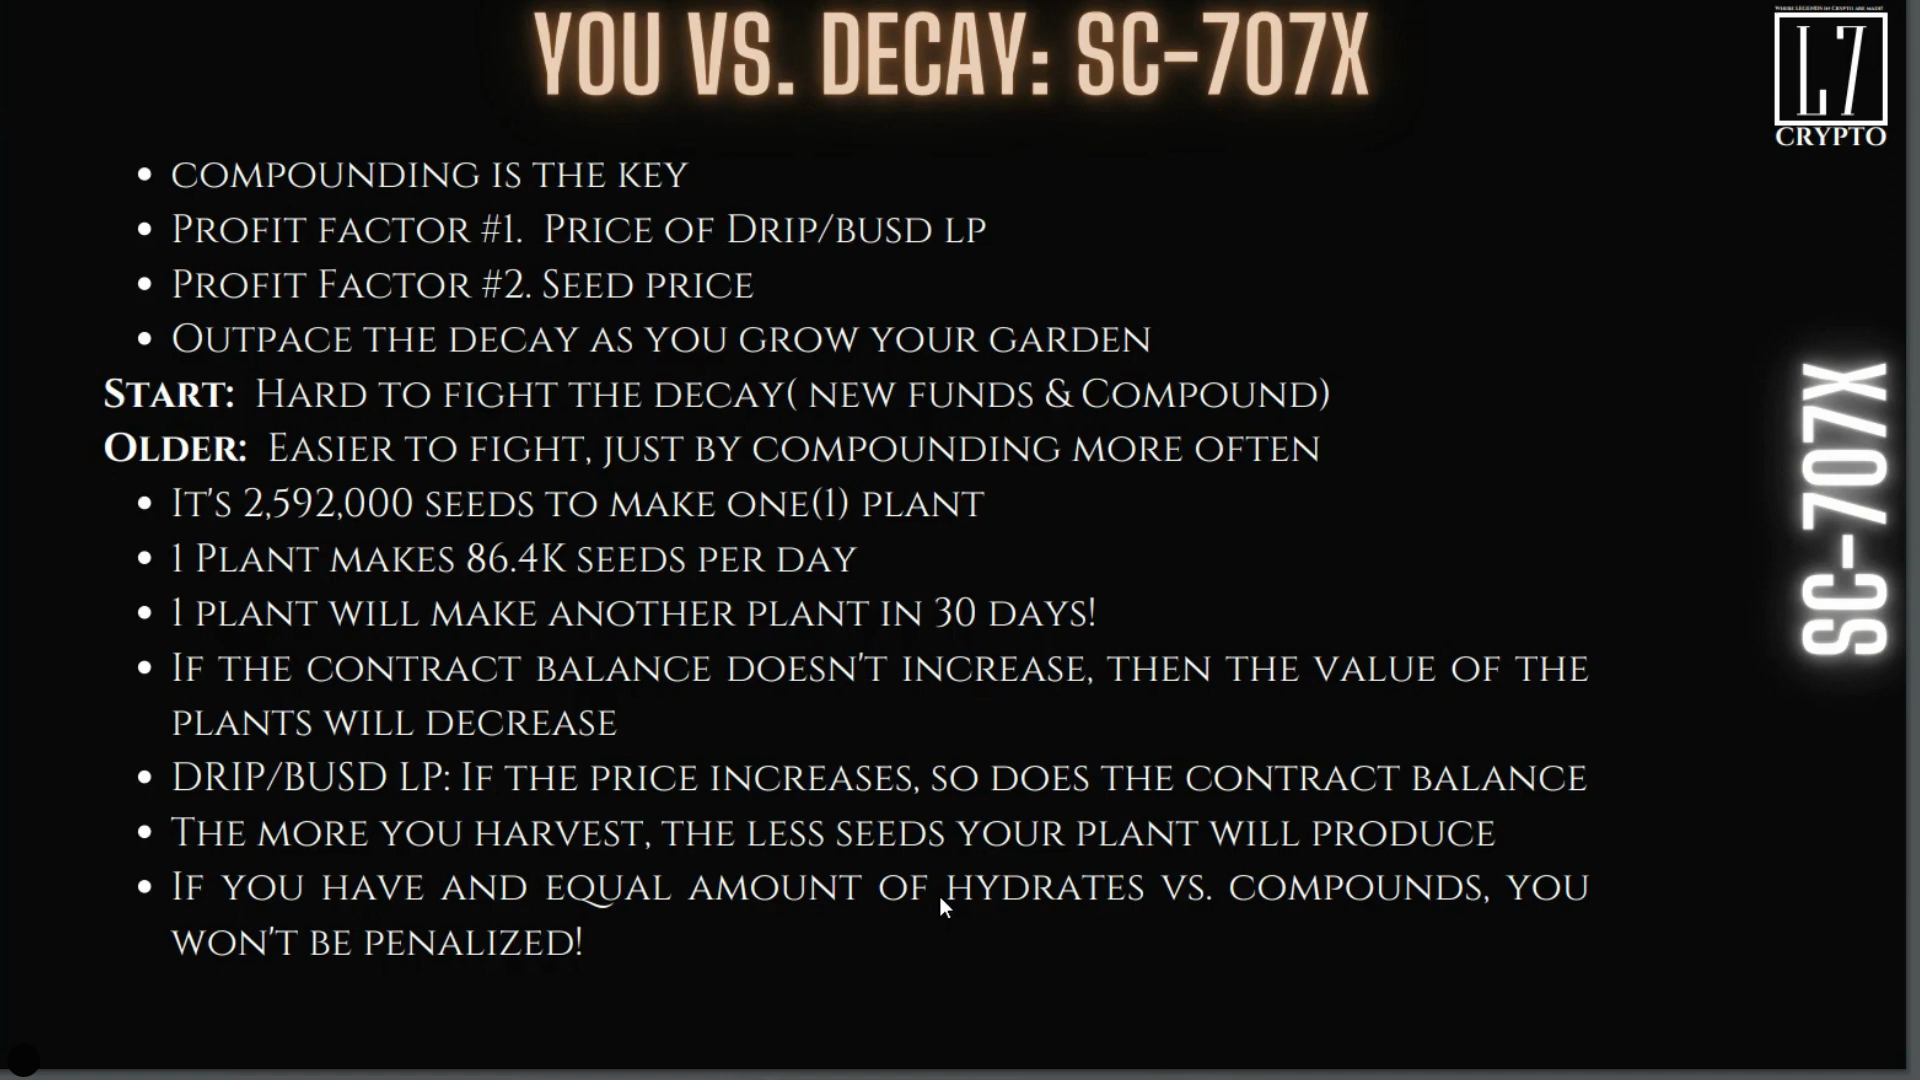 YOU VS. DECAY: SC-707X
WHERE LEGENDS IN CRYPTO ARE MADE!
L7
CRYPTO
• COMPOUNDING IS THE KEY
• PROFIT FACTOR #1. PRICE OF DRIP/BUSD LP
• PROFIT FACTOR #2. SEED PRICE
• OUTPACE THE DECAY AS YOU GROW YOUR GARDEN
START: HARD TO FIGHT THE DECAY( NEW FUNDS & COMPOUND)
OLDER: EASIER TO FIGHT, JUST BY COMPOUNDING MORE OFTEN
• IT'S 2,592,000 SEEDS TO MAKE ONE(1) PLANT
• 1 PLANT MAKES 86.4K SEEDS PER DAY
• 1 PLANT WILL MAKE ANOTHER PLANT IN 30 DAYS!
• IF THE CONTRACT BALANCE DOESN'T INCREASE, THEN THE VALUE OF THE
PLANTS WILL DECREASE
• DRIP/BUSD LP: IF THE PRICE INCREASES, SO DOES THE CONTRACT BALANCE
• THE MORE YOU HARVEST, THE LESS SEEDS YOUR PLANT WILL PRODUCE
• IF YOU HAVE AND EQUAL AMOUNT OF HYDRATES VS. COMPOUNDS, YOU
WON'T BE PENALIZED!
SC-707X